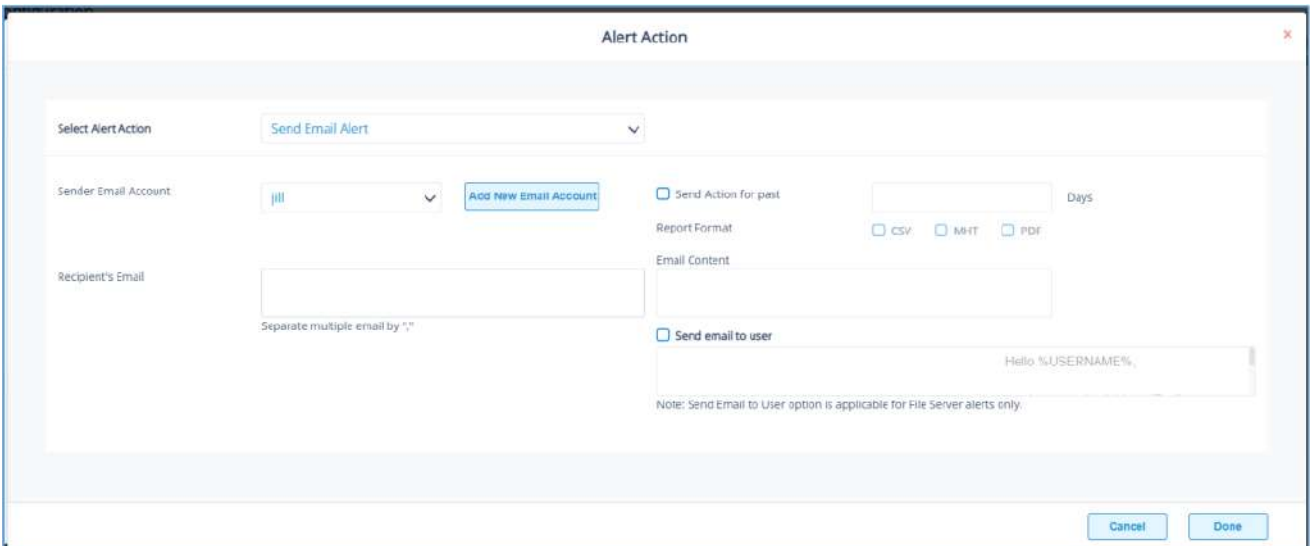 Alert Action
x
Select Alert Action
Send Email Alert
Sender Email Account
jill
Add New Email Account
Send Action for past
Days
Report Format
CSV
MHT
PDF
Recipient's Email
Email Content
Separate multiple email by ","
Send email to user
Hello %USERNAME%,
Note: Send Email to User option is applicable for File Server alerts only.
Cancel
Done